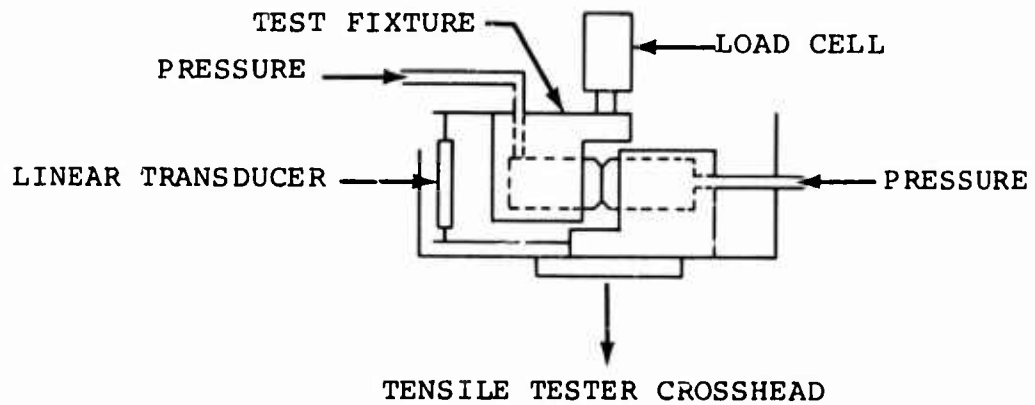 TEST FIXTURE
LOAD CELL
PRESSURE
LINEAR TRANSDUCER
PRESSURE
TENSILE TESTER CROSSHEAD